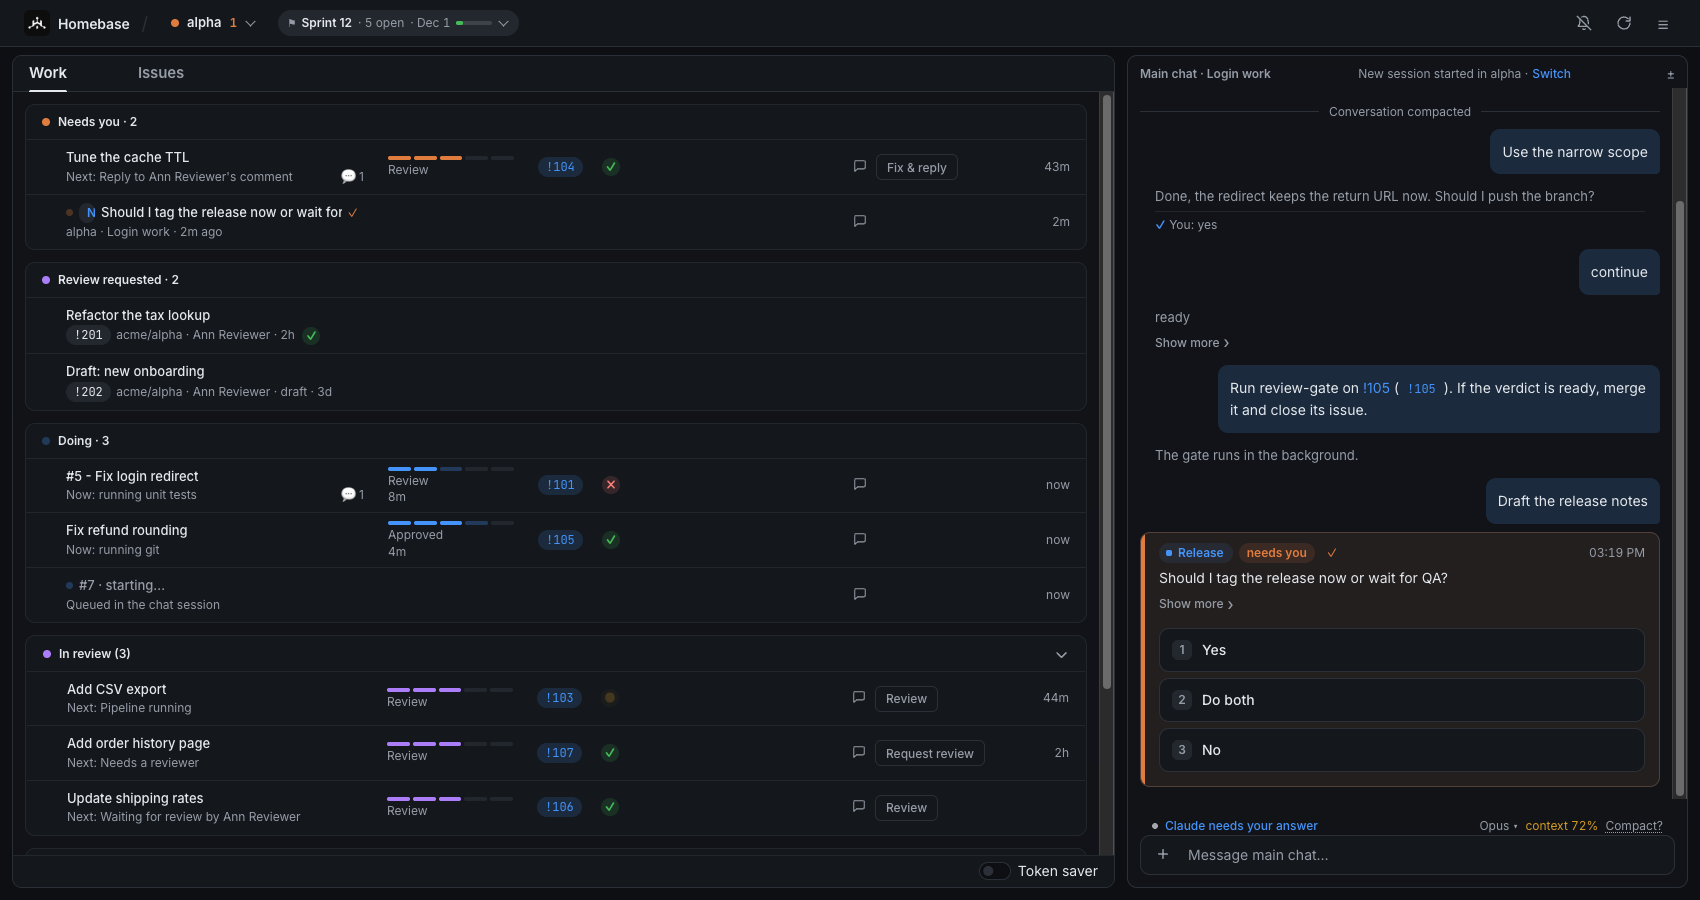 Homebase / alpha 1 Sprint 12 · 5 open · Dec 1
Work Issues
Needs you · 2
Tune the cache TTL
Next: Reply to Ann Reviewer's comment 1
Review
!104
Fix & reply
43m
N Should I tag the release now or wait for
alpha · Login work · 2m ago
2m
Review requested · 2
Refactor the tax lookup
!201 acme/alpha · Ann Reviewer · 2h
Draft: new onboarding
!202 acme/alpha · Ann Reviewer · draft · 3d
Doing · 3
#5 - Fix login redirect
Now: running unit tests 1
Review
8m
!101
now
Fix refund rounding
Now: running git
Approved
4m
!105
now
#7 · starting...
Queued in the chat session
now
In review (3)
Add CSV export
Next: Pipeline running
Review
!103
Review
44m
Add order history page
Next: Needs a reviewer
Review
!107
Request review
2h
Update shipping rates
Next: Waiting for review by Ann Reviewer
Review
!106
Review
Token saver
Main chat · Login work New session started in alpha · Switch
Conversation compacted
Use the narrow scope
Done, the redirect keeps the return URL now. Should I push the branch?
✓ You: yes
continue
ready
Show more ›
Run review-gate on !105 ( !105 ). If the verdict is ready, merge
it and close its issue.
The gate runs in the background.
Draft the release notes
Release needs you ✓ 03:19 PM
Should I tag the release now or wait for QA?
Show more ›
1 Yes
2 Do both
3 No
Claude needs your answer Opus context 72% Compact?
+ Message main chat...